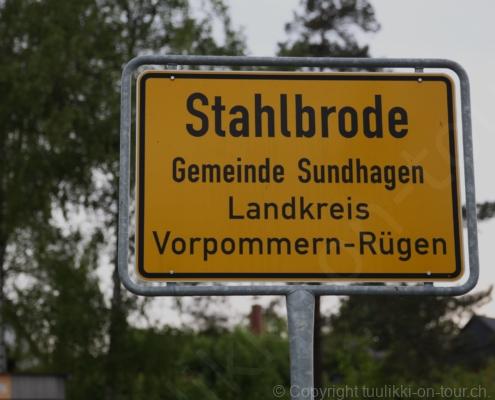 Stahlbrode
Gemeinde Sundhagen
Landkreis
Vorpommern-Rügen
© Copyright tuulikki-on-tour.ch.